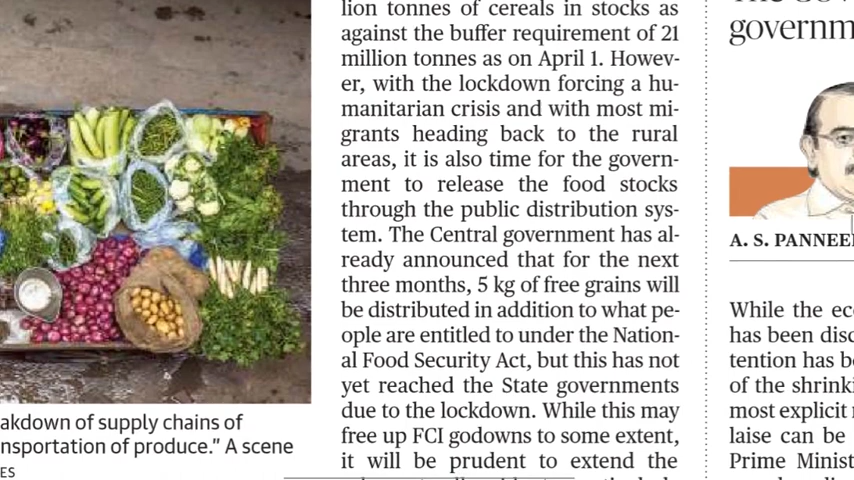 lion tonnes of cereals in stocks as
against the buffer requirement of 21
million tonnes as on April 1. Howev-
er, with the lockdown forcing a hu-
manitarian crisis and with most mi-
grants heading back to the rural
areas, it is also time for the govern-
ment to release the food stocks
through the public distribution sys-
tem. The Central government has al-
ready announced that for the next
three months, 5 kg of free grains will
be distributed in addition to what pe-
ople are entitled to under the Nation-
al Food Security Act, but this has not
yet reached the State governments
due to the lockdown. While this may
free up FCI godowns to some extent,
it will be prudent to extend the
akdown of supply chains of
nsportation of produce." A scene
ES
governm
A. S. PANNEE
While the ec
has been disc
tention has b
of the shrinki
most explicit
laise can be
Prime Minist